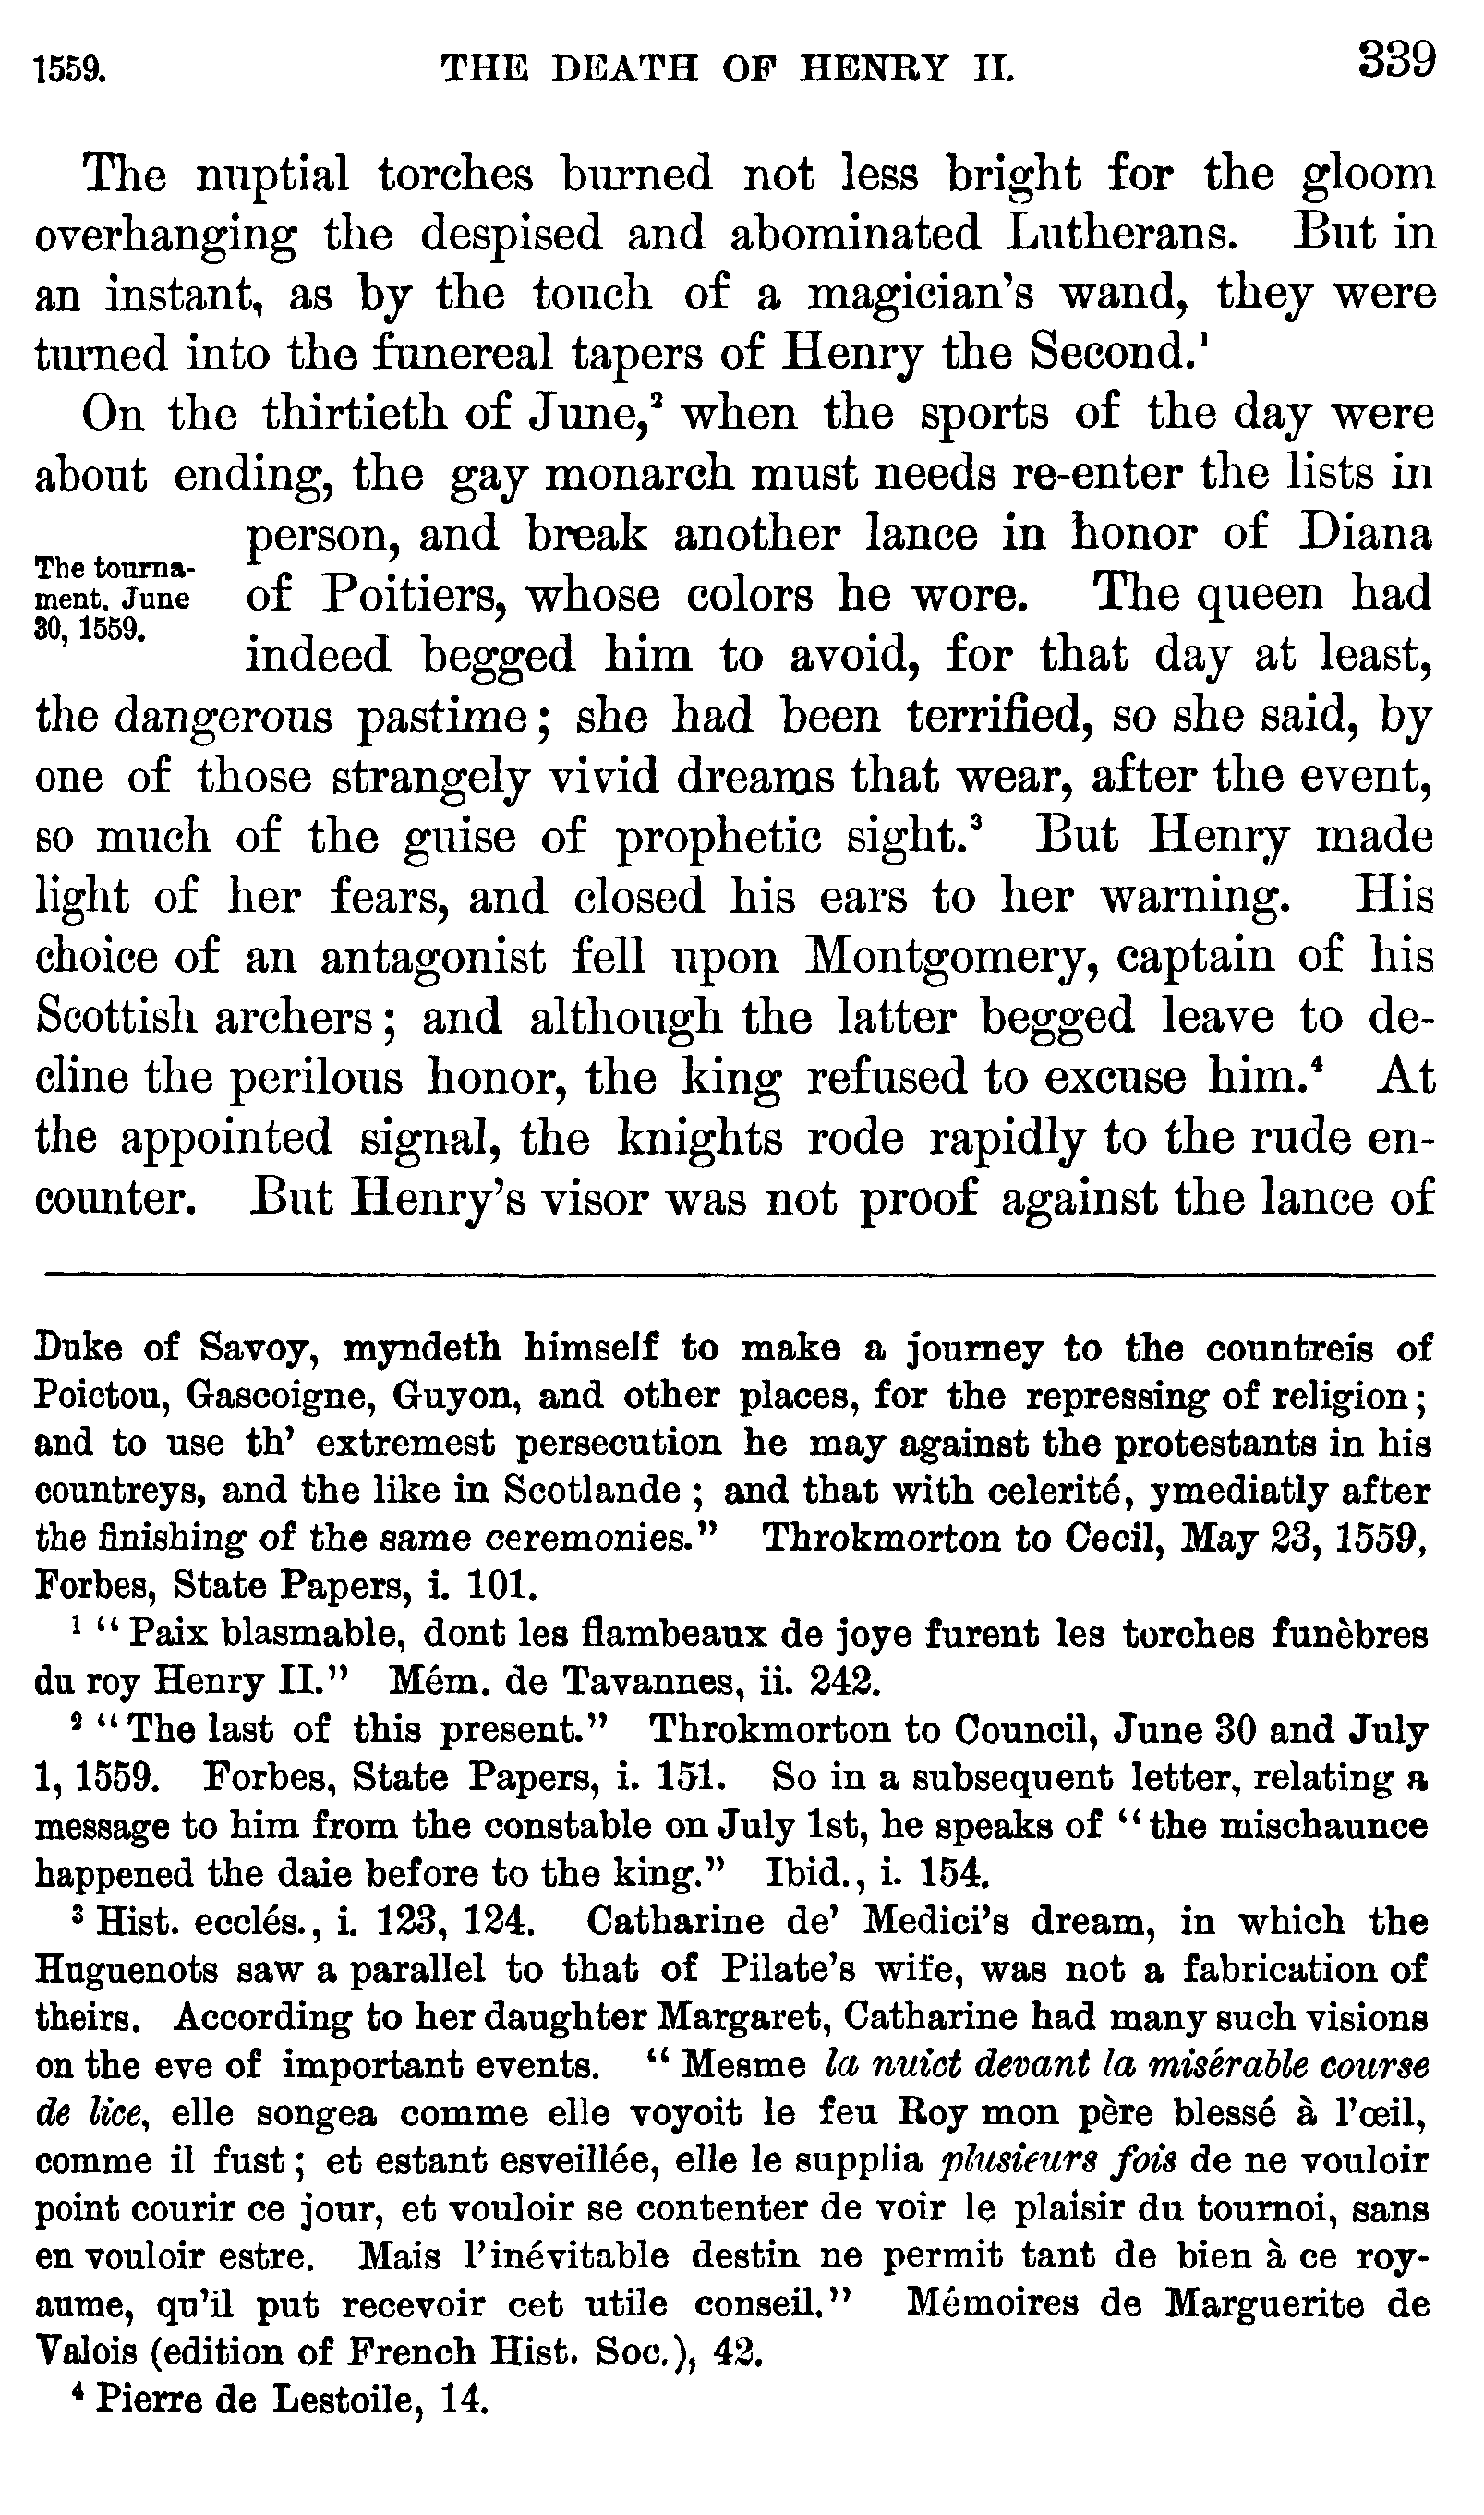 1559. THE DEATH OF HENRY II. 339
The nuptial torches burned not less bright for the gloom
overhanging the despised and abominated Lutherans. But in
an instant, as by the touch of a magician's wand, they were
turned into the funereal tapers of Henry the Second.¹
On the thirtieth of June,² when the sports of the day were
about ending, the gay monarch must needs re-enter the lists in
The tourna-
ment, June
30, 1559.
person, and break another lance in honor of Diana
of Poitiers, whose colors he wore. The queen had
indeed begged him to avoid, for that day at least,
the dangerous pastime; she had been terrified, so she said, by
one of those strangely vivid dreams that wear, after the event,
so much of the guise of prophetic sight.³ But Henry made
light of her fears, and closed his ears to her warning. His
choice of an antagonist fell upon Montgomery, captain of his
Scottish archers; and although the latter begged leave to de-
cline the perilous honor, the king refused to excuse him.⁴ At
the appointed signal, the knights rode rapidly to the rude en-
counter. But Henry's visor was not proof against the lance of
Duke of Savoy, myndeth himself to make a journey to the countreis of
Poictou, Gascoigne, Guyon, and other places, for the repressing of religion;
and to use th' extremest persecution he may against the protestants in his
countreys, and the like in Scotlande; and that with celerité, ymediatly after
the finishing of the same ceremonies." Throkmorton to Cecil, May 23, 1559,
Forbes, State Papers, i. 101.
¹ "Paix blasmable, dont les flambeaux de joye furent les torches funèbres
du roy Henry II." Mém. de Tavannes, ii. 242.
² "The last of this present." Throkmorton to Council, June 30 and July
1, 1559. Forbes, State Papers, i. 151. So in a subsequent letter, relating a
message to him from the constable on July 1st, he speaks of "the mischaunce
happened the daie before to the king." Ibid., i. 154.
³ Hist. ecclés., i. 123, 124. Catharine de' Medici's dream, in which the
Huguenots saw a parallel to that of Pilate's wife, was not a fabrication of
theirs. According to her daughter Margaret, Catharine had many such visions
on the eve of important events. "Mesme la nuict devant la misérable course
de lice, elle songea comme elle voyoit le feu Roy mon père blessé à l'œil,
comme il fust; et estant esveillée, elle le supplia plusieurs fois de ne vouloir
point courir ce jour, et vouloir se contenter de voir le plaisir du tournoi, sans
en vouloir estre. Mais l'inévitable destin ne permit tant de bien à ce roy-
aume, qu'il put recevoir cet utile conseil." Mémoires de Marguerite de
Valois (edition of French Hist. Soc.), 42.
⁴ Pierre de Lestoile, 14.